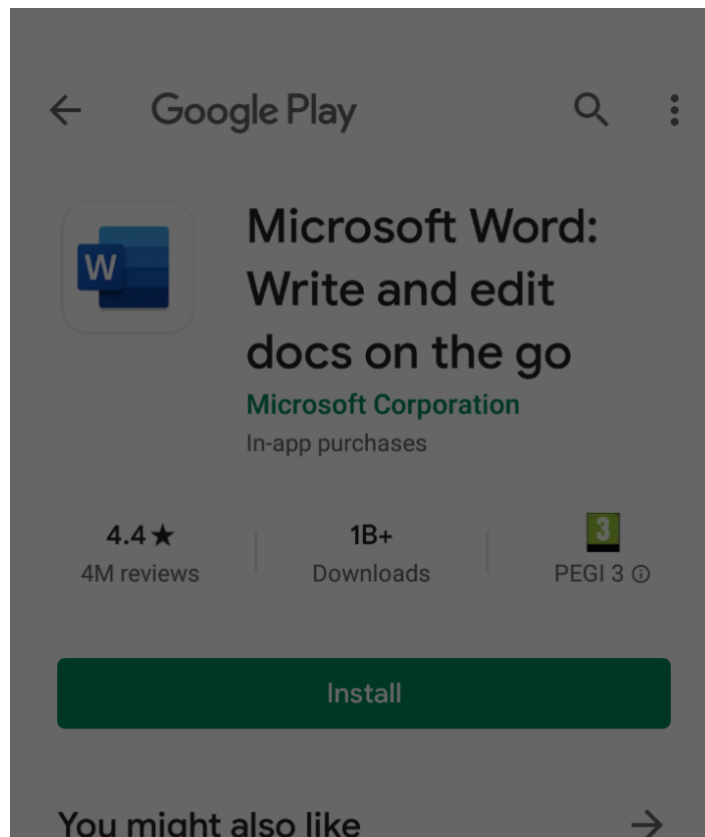 Google Play
W
Microsoft Word:
Write and edit
docs on the go
Microsoft Corporation
In-app purchases
4.4★ 1B+ 3
4M reviews Downloads PEGI 3
Install
You might also like